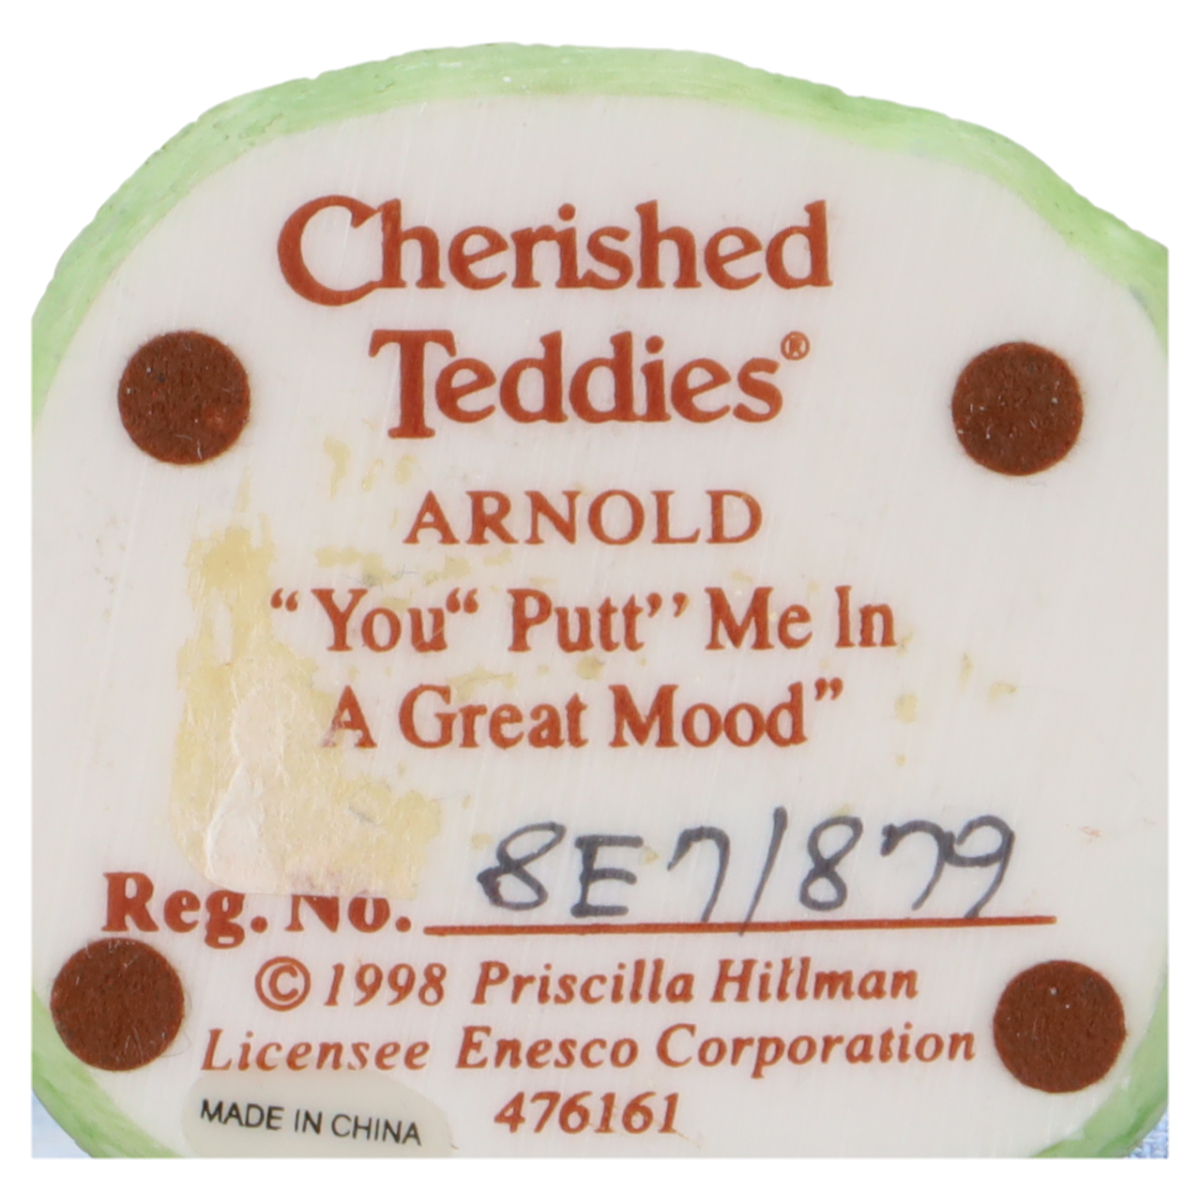 Cherished
Teddies®
ARNOLD
“You“ Putt’’ Me In
A Great Mood”
Reg. No. 8E7/879
© 1998 Priscilla Hillman
Licensee Enesco Corporation
476161
MADE IN CHINA